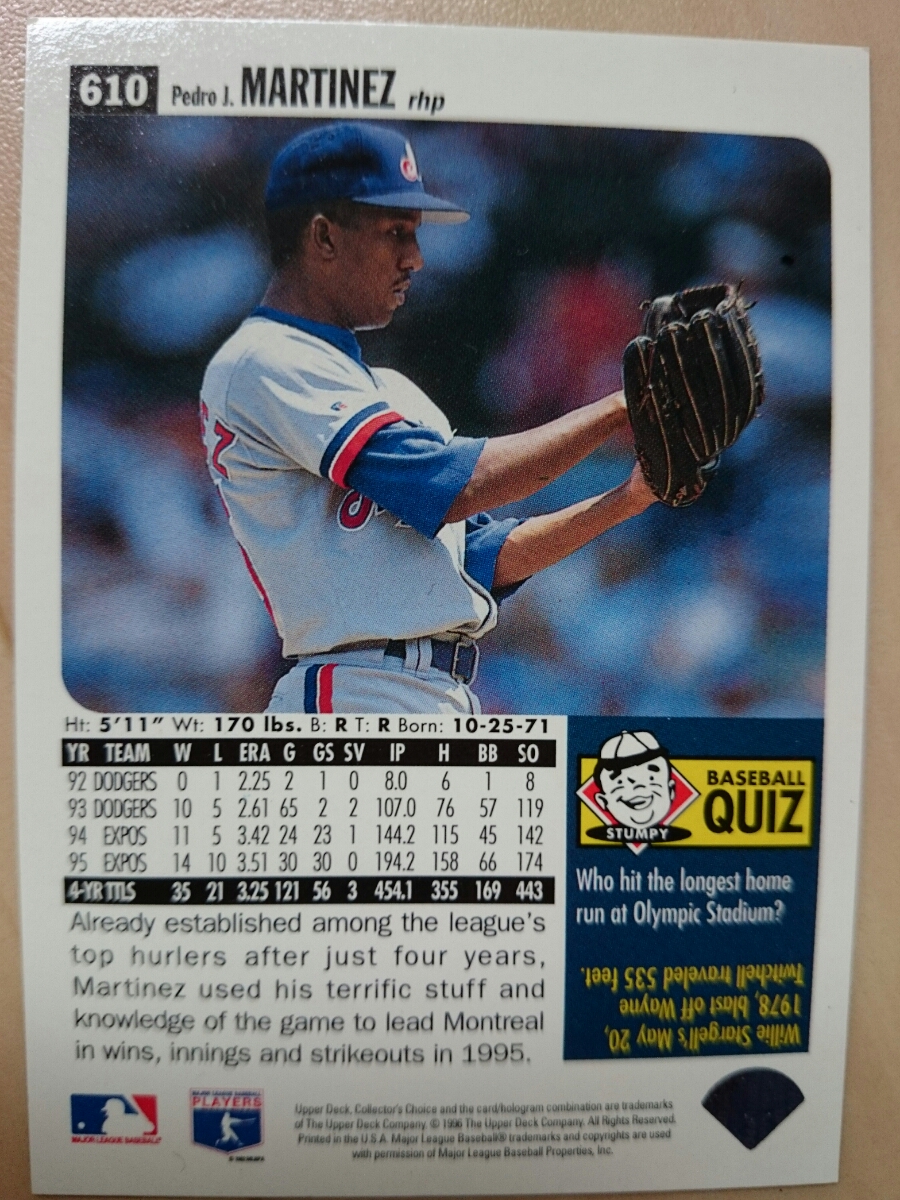 610 Pedro J. MARTINEZ rhp
Ht: 5'11" Wt: 170 lbs. B: R T: R Born: 10-25-71
YR TEAM W L ERA G GS SV IP H BB SO
92 DODGERS 0 1 2.25 2 1 0 8.0 6 1 8
93 DODGERS 10 5 2.61 65 2 2 107.0 76 57 119
94 EXPOS 11 5 3.42 24 23 1 144.2 115 45 142
95 EXPOS 14 10 3.51 30 30 0 194.2 158 66 174
4-YR TTLS 35 21 3.25 121 56 3 454.1 355 169 443
Already established among the league's
top hurlers after just four years,
Martinez used his terrific stuff and
knowledge of the game to lead Montreal
in wins, innings and strikeouts in 1995.
STUMPY
BASEBALL
QUIZ
Who hit the longest home
run at Olympic Stadium?
Willie Stargell's May 20,
1978, blast off Wayne
Twitchell traveled 535 feet.
MAJOR LEAGUE BASEBALL
MAJOR LEAGUE BASEBALL
PLAYERS
Upper Deck, Collector's Choice and the card/hologram combination are trademarks
of The Upper Deck Company. © 1996 The Upper Deck Company. All Rights Reserved.
Printed in the U.S.A. Major League Baseball® trademarks and copyrights are used
with permission of Major League Baseball Properties, Inc.